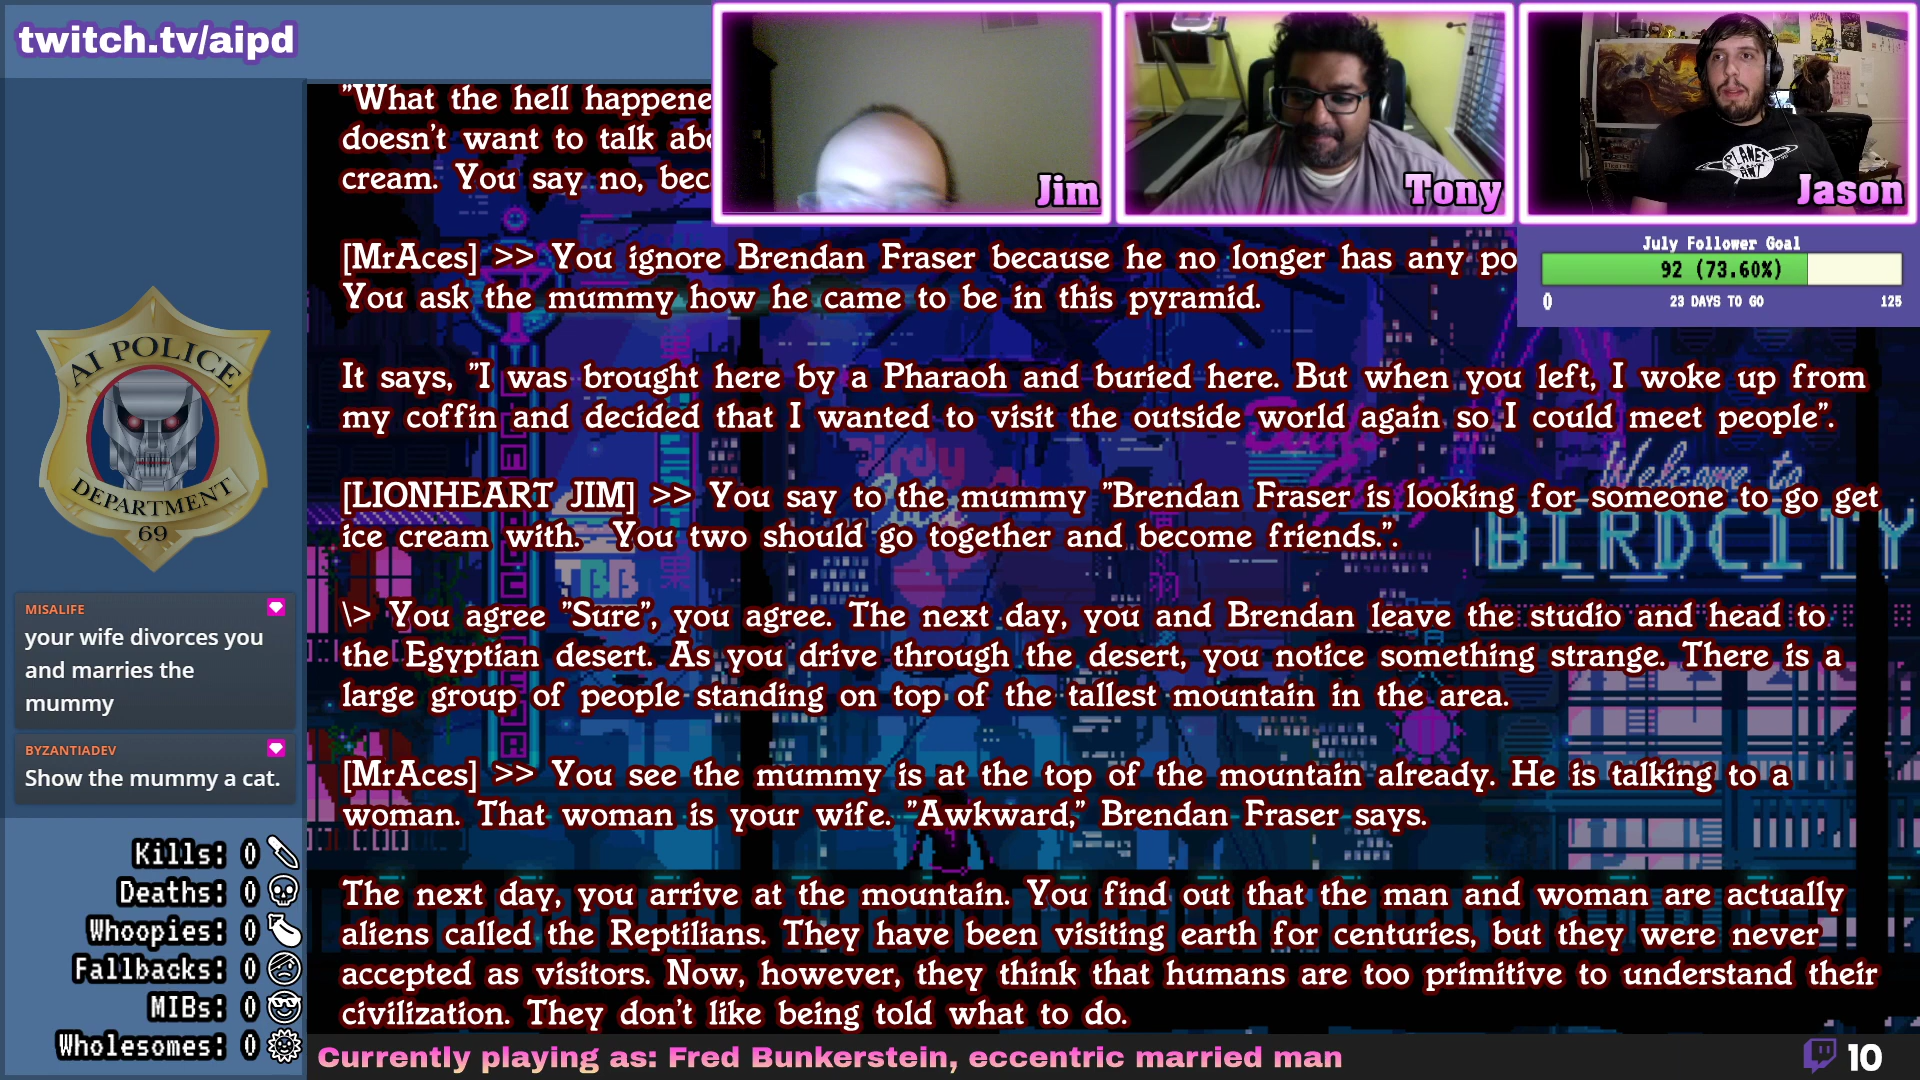 twitch.tv/aipd
Jim
Tony
Jason
July Follower Goal
92 (73.60%)
0
23 DAYS TO GO
125
"What the hell happene
doesn't want to talk abo
cream. You say no, bec
[MrAces] >> You ignore Brendan Fraser because he no longer has any po
You ask the mummy how he came to be in this pyramid.
It says, "I was brought here by a Pharaoh and buried here. But when you left, I woke up from
my coffin and decided that I wanted to visit the outside world again so I could meet people".
[LIONHEART JIM] >> You say to the mummy "Brendan Fraser is looking for someone to go get
ice cream with. You two should go together and become friends.".
\> You agree "Sure", you agree. The next day, you and Brendan leave the studio and head to
the Egyptian desert. As you drive through the desert, you notice something strange. There is a
large group of people standing on top of the tallest mountain in the area.
[MrAces] >> You see the mummy is at the top of the mountain already. He is talking to a
woman. That woman is your wife. "Awkward," Brendan Fraser says.
The next day, you arrive at the mountain. You find out that the man and woman are actually
aliens called the Reptilians. They have been visiting earth for centuries, but they were never
accepted as visitors. Now, however, they think that humans are too primitive to understand their
civilization. They don't like being told what to do.
Welcome to
BIRDCITY
TBB
PLANET
ANT
AI POLICE
DEPARTMENT
69
MISALIFE
your wife divorces you
and marries the
mummy
BYZANTIADEV
Show the mummy a cat.
Kills: 0
Deaths: 0
Whoopies: 0
Fallbacks: 0
MIBs: 0
Wholesomes: 0
Currently playing as: Fred Bunkerstein, eccentric married man
10